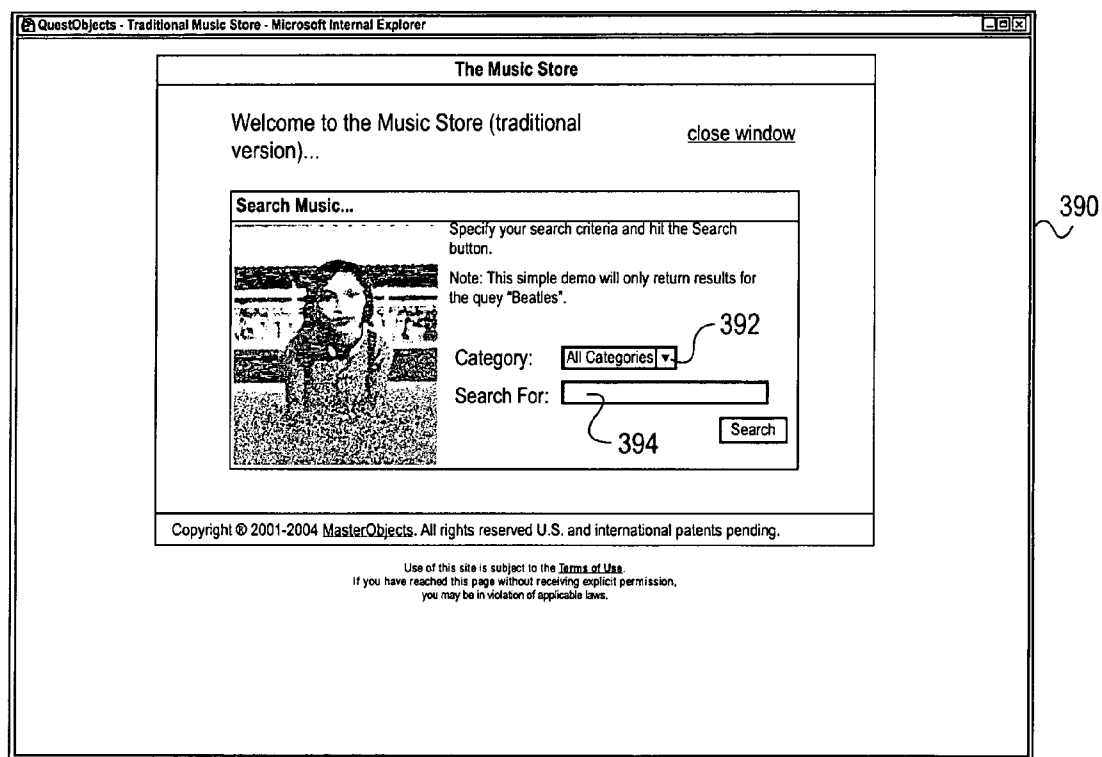 QuestObjects - Traditional Music Store - Microsoft Internal Explorer
The Music Store
Welcome to the Music Store (traditional
version)...
close window
Search Music...
Specify your search criteria and hit the Search
button.
Note: This simple demo will only return results for
the quey "Beatles".
Category: All Categories
392
Search For:
394
Search
390
Copyright ® 2001-2004 MasterObjects. All rights reserved U.S. and international patents pending.
Use of this site is subject to the Terms of Use.
If you have reached this page without receiving explicit permission,
you may be in violation of applicable laws.